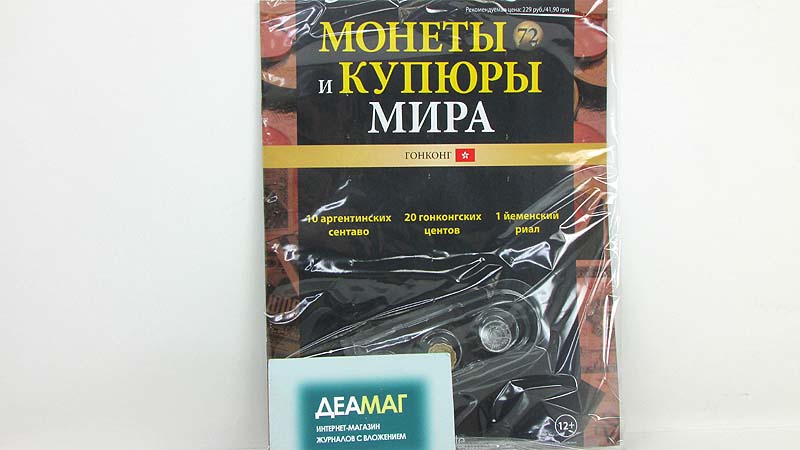 Рекомендуемая цена: 229 руб./41,90 грн
МОНЕТЫ 72
и КУПЮРЫ
МИРА
ГОНКОНГ
10 аргентинских сентаво
20 гонконгских центов
1 йеменский риал
ДЕАМАГ
ИНТЕРНЕТ-МАГАЗИН
ЖУРНАЛОВ С ВЛОЖЕНИЕМ
12+